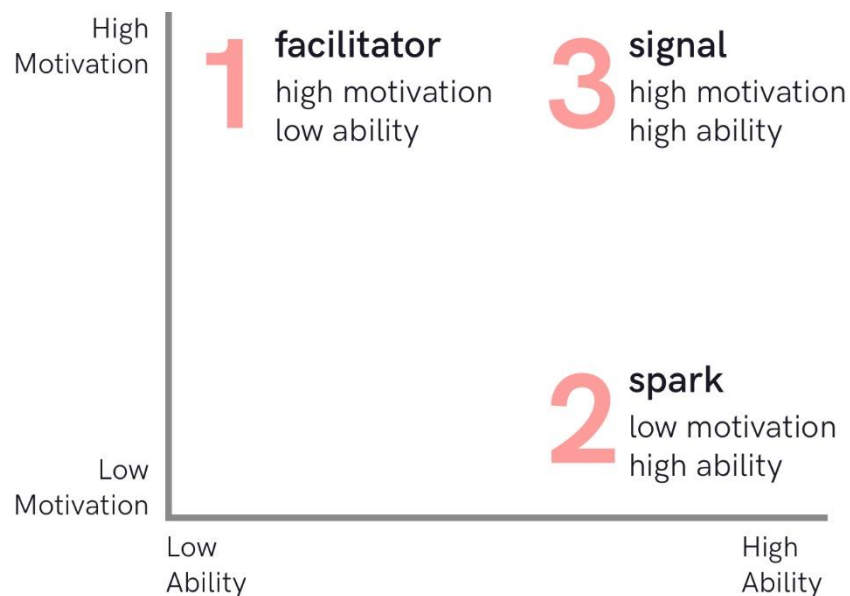 High
Motivation
1
facilitator
high motivation
low ability
3
signal
high motivation
high ability
2
spark
low motivation
high ability
Low
Motivation
Low
Ability
High
Ability